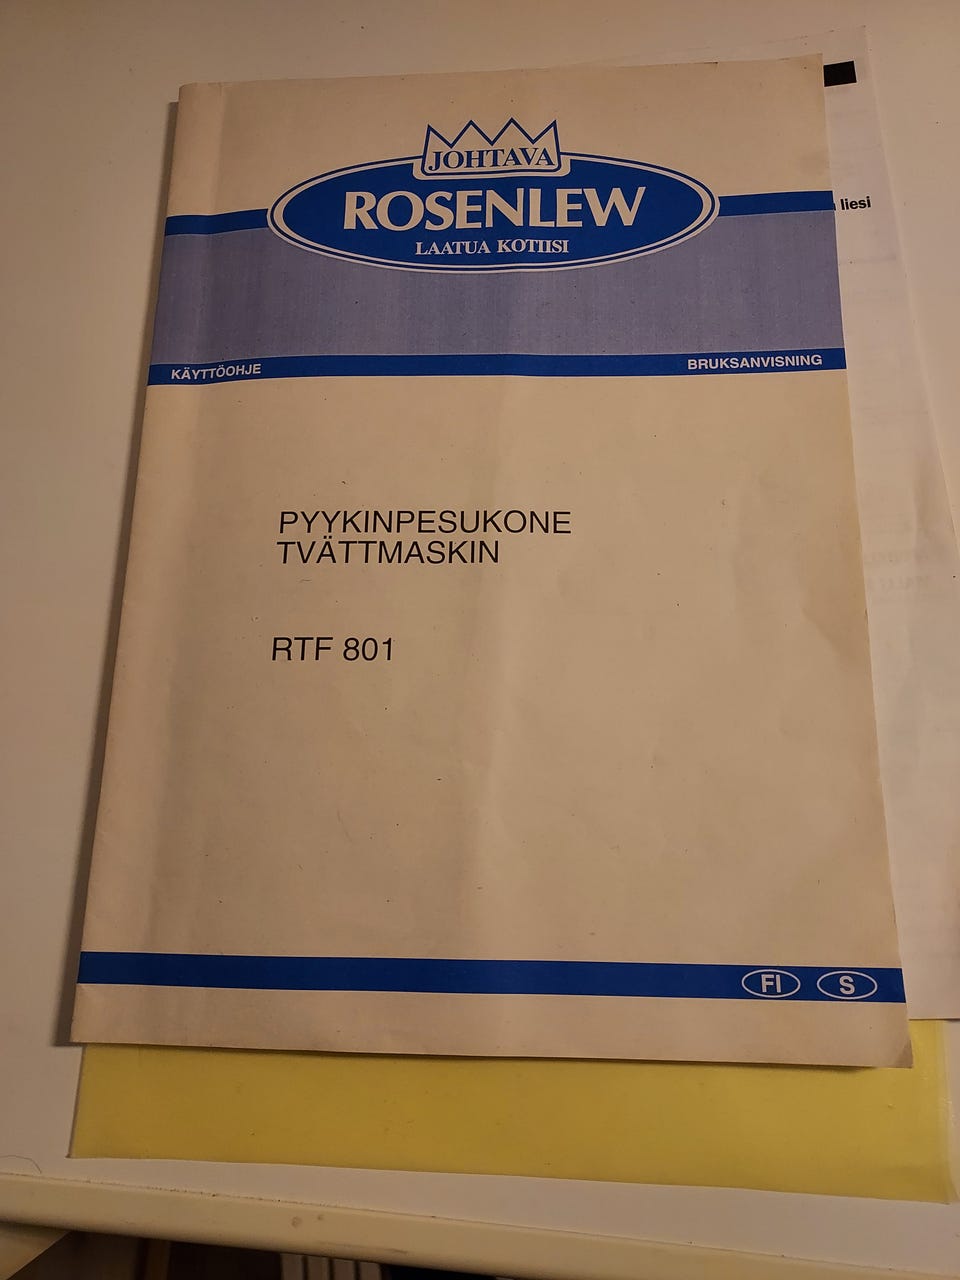 JOHTAVA
ROSENLEW
LAATUA KOTIISI
liesi
KÄYTTÖOHJE
BRUKSANVISNING
PYYKINPESUKONE
TVÄTTMASKIN
RTF 801
FI S